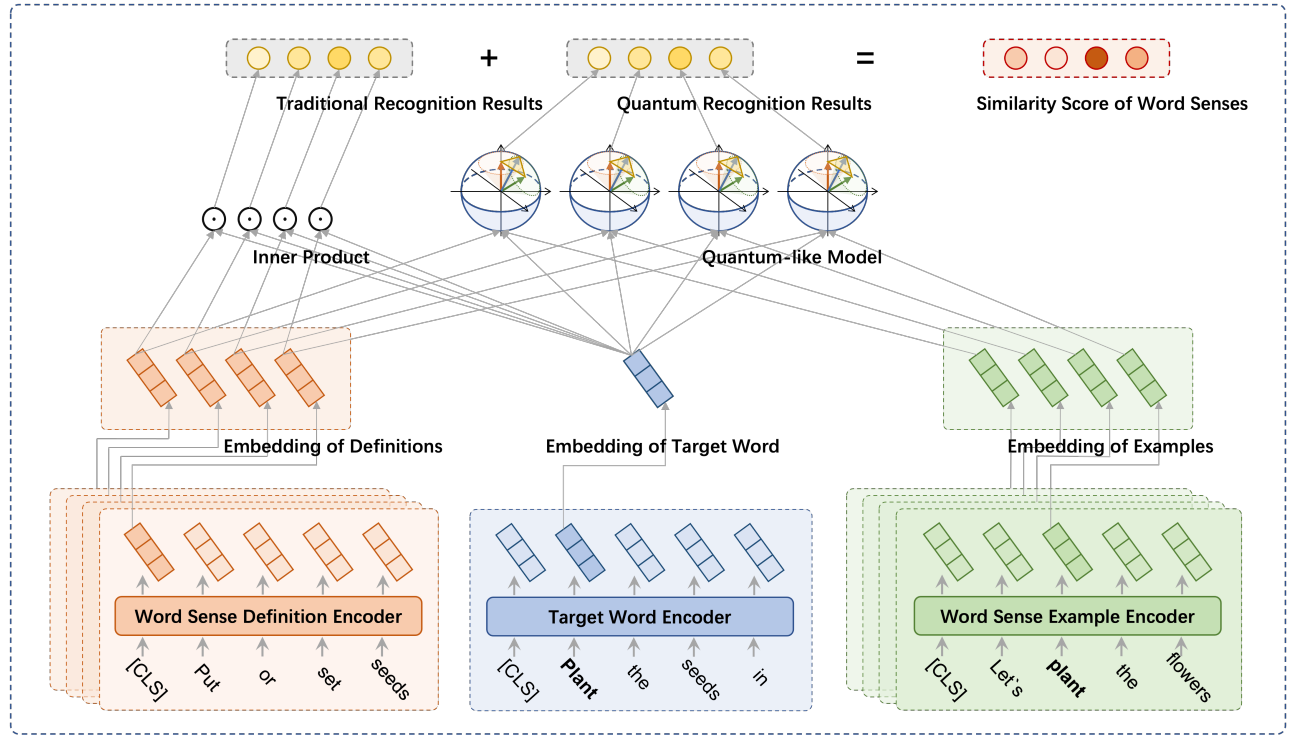 + =
Traditional Recognition Results
Quantum Recognition Results
Similarity Score of Word Senses
Inner Product
Quantum-like Model
Embedding of Definitions
Embedding of Target Word
Embedding of Examples
Word Sense Definition Encoder
[CLS] Put or set seeds
Target Word Encoder
[CLS] Plant the seeds in
Word Sense Example Encoder
[CLS] Let`s plant the flowers